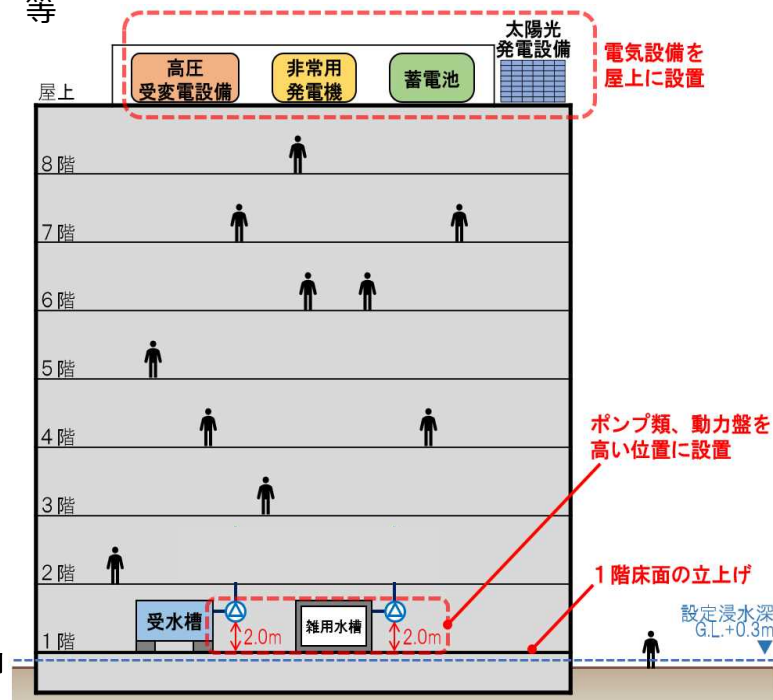 等
太陽光
発電設備
電気設備を
屋上に設置
高圧
受変電設備
非常用
発電機
蓄電池
屋上
8階
7階
6階
5階
4階
ポンプ類、動力盤を
高い位置に設置
3階
2階
1階床面の立上げ
受水槽
2.0m
雑用水槽
2.0m
設定浸水深
G.L.+0.3m
1階